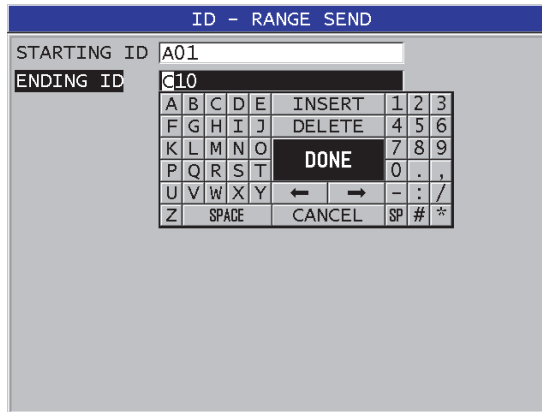 ID – RANGE SEND
STARTING ID A01
ENDING ID C10
A B C D E INSERT 1 2 3
F G H I J DELETE 4 5 6
K L M N O DONE 7 8 9
P Q R S T 0 . ,
U V W X Y ← → - : /
Z SPACE CANCEL SP # *